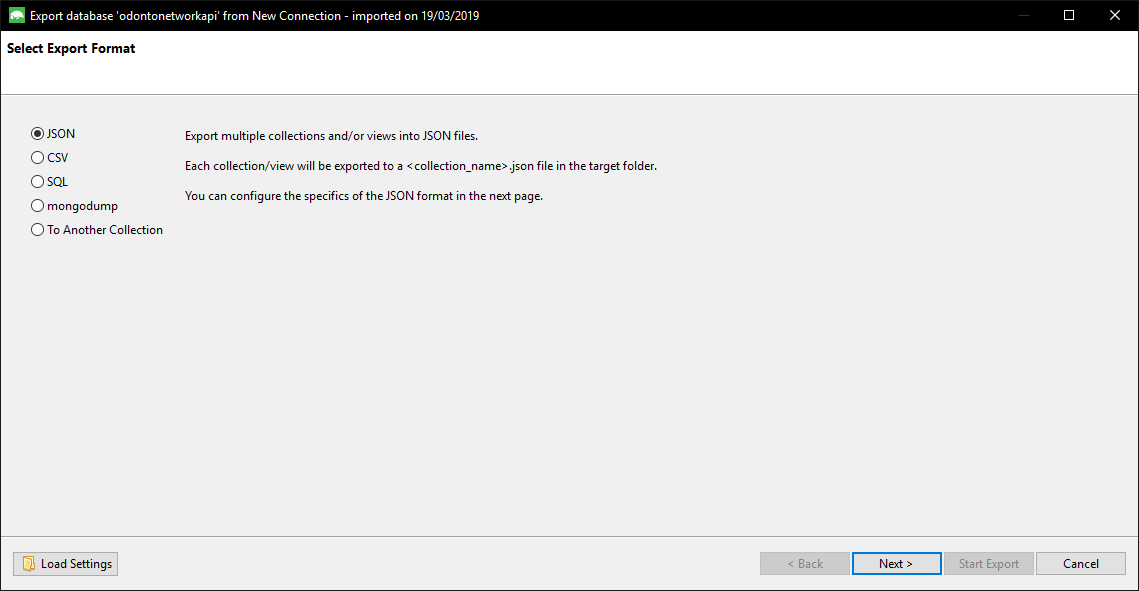 Export database 'odontonetworkapi' from New Connection - imported on 19/03/2019
Select Export Format
JSON
CSV
SQL
mongodump
To Another Collection
Export multiple collections and/or views into JSON files.
Each collection/view will be exported to a <collection_name>.json file in the target folder.
You can configure the specifics of the JSON format in the next page.
Load Settings
< Back
Next >
Start Export
Cancel